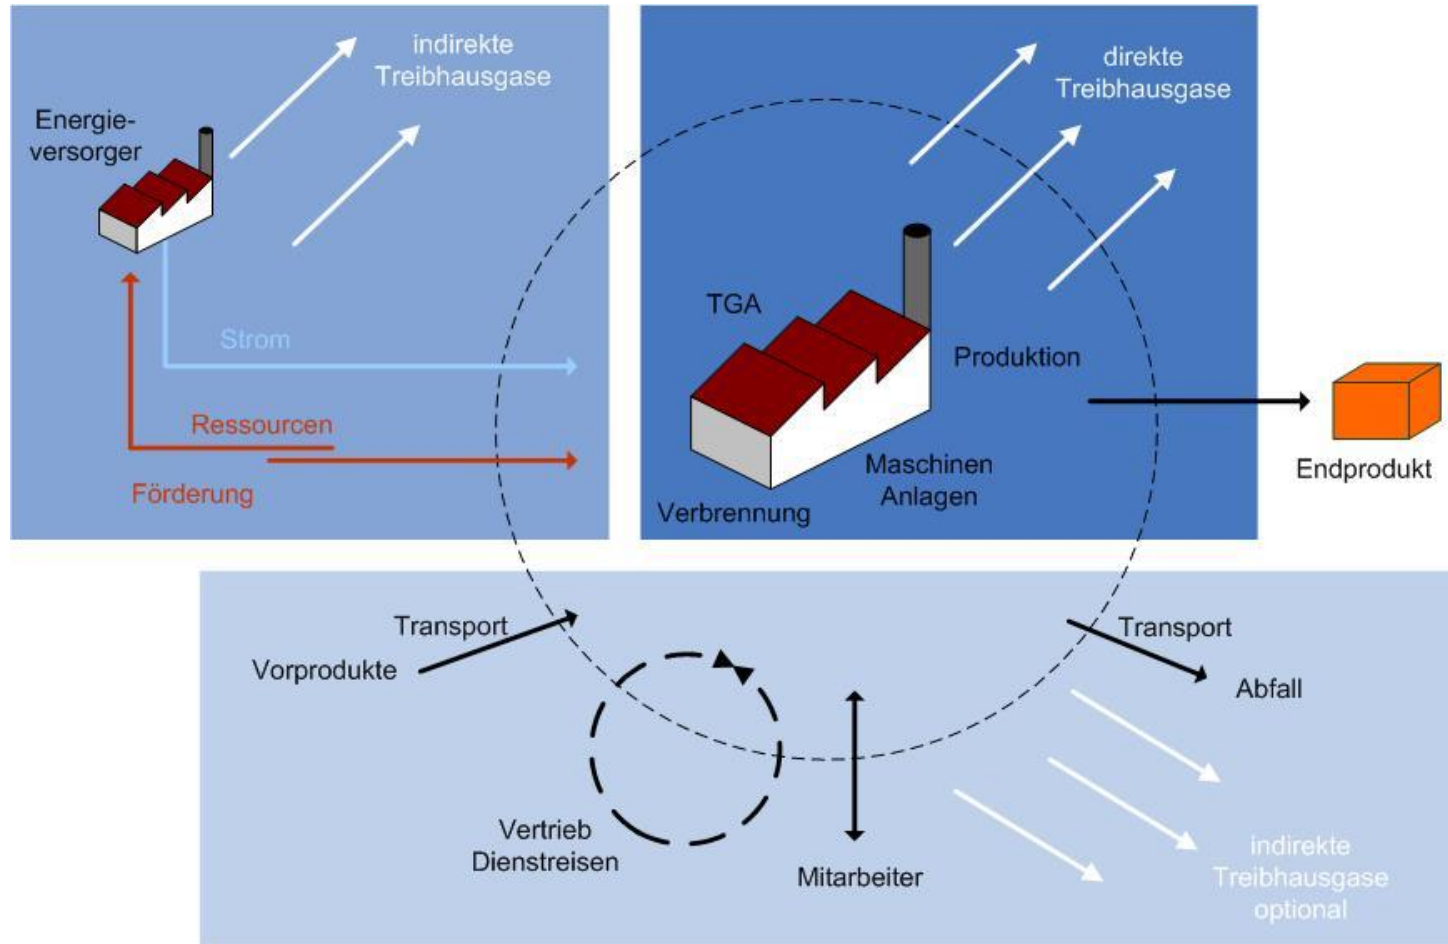 indirekte
Treibhausgase
Energie-
versorger
Strom
Ressourcen
Förderung
direkte
Treibhausgase
TGA
Produktion
Maschinen
Anlagen
Verbrennung
Endprodukt
Transport
Vorprodukte
Vertrieb
Dienstreisen
Mitarbeiter
Transport
Abfall
indirekte
Treibhausgase
optional